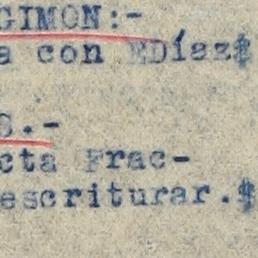 GIMON:-
a con EDíaz$
s.-
cta Frac-
escriturar.$